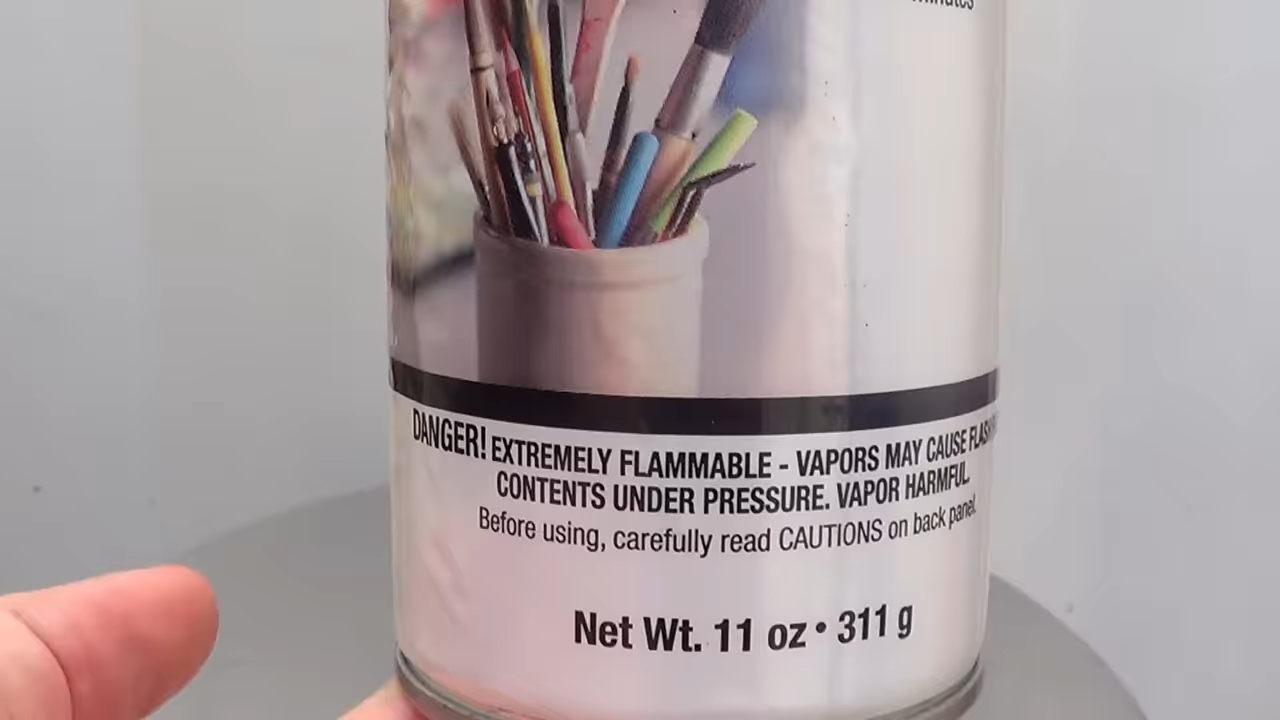 DANGER! EXTREMELY FLAMMABLE - VAPORS MAY CAUSE
CONTENTS UNDER PRESSURE. VAPOR HARMFUL.
Before using, carefully read CAUTIONS on back panel.
Net Wt. 11 oz • 311 g